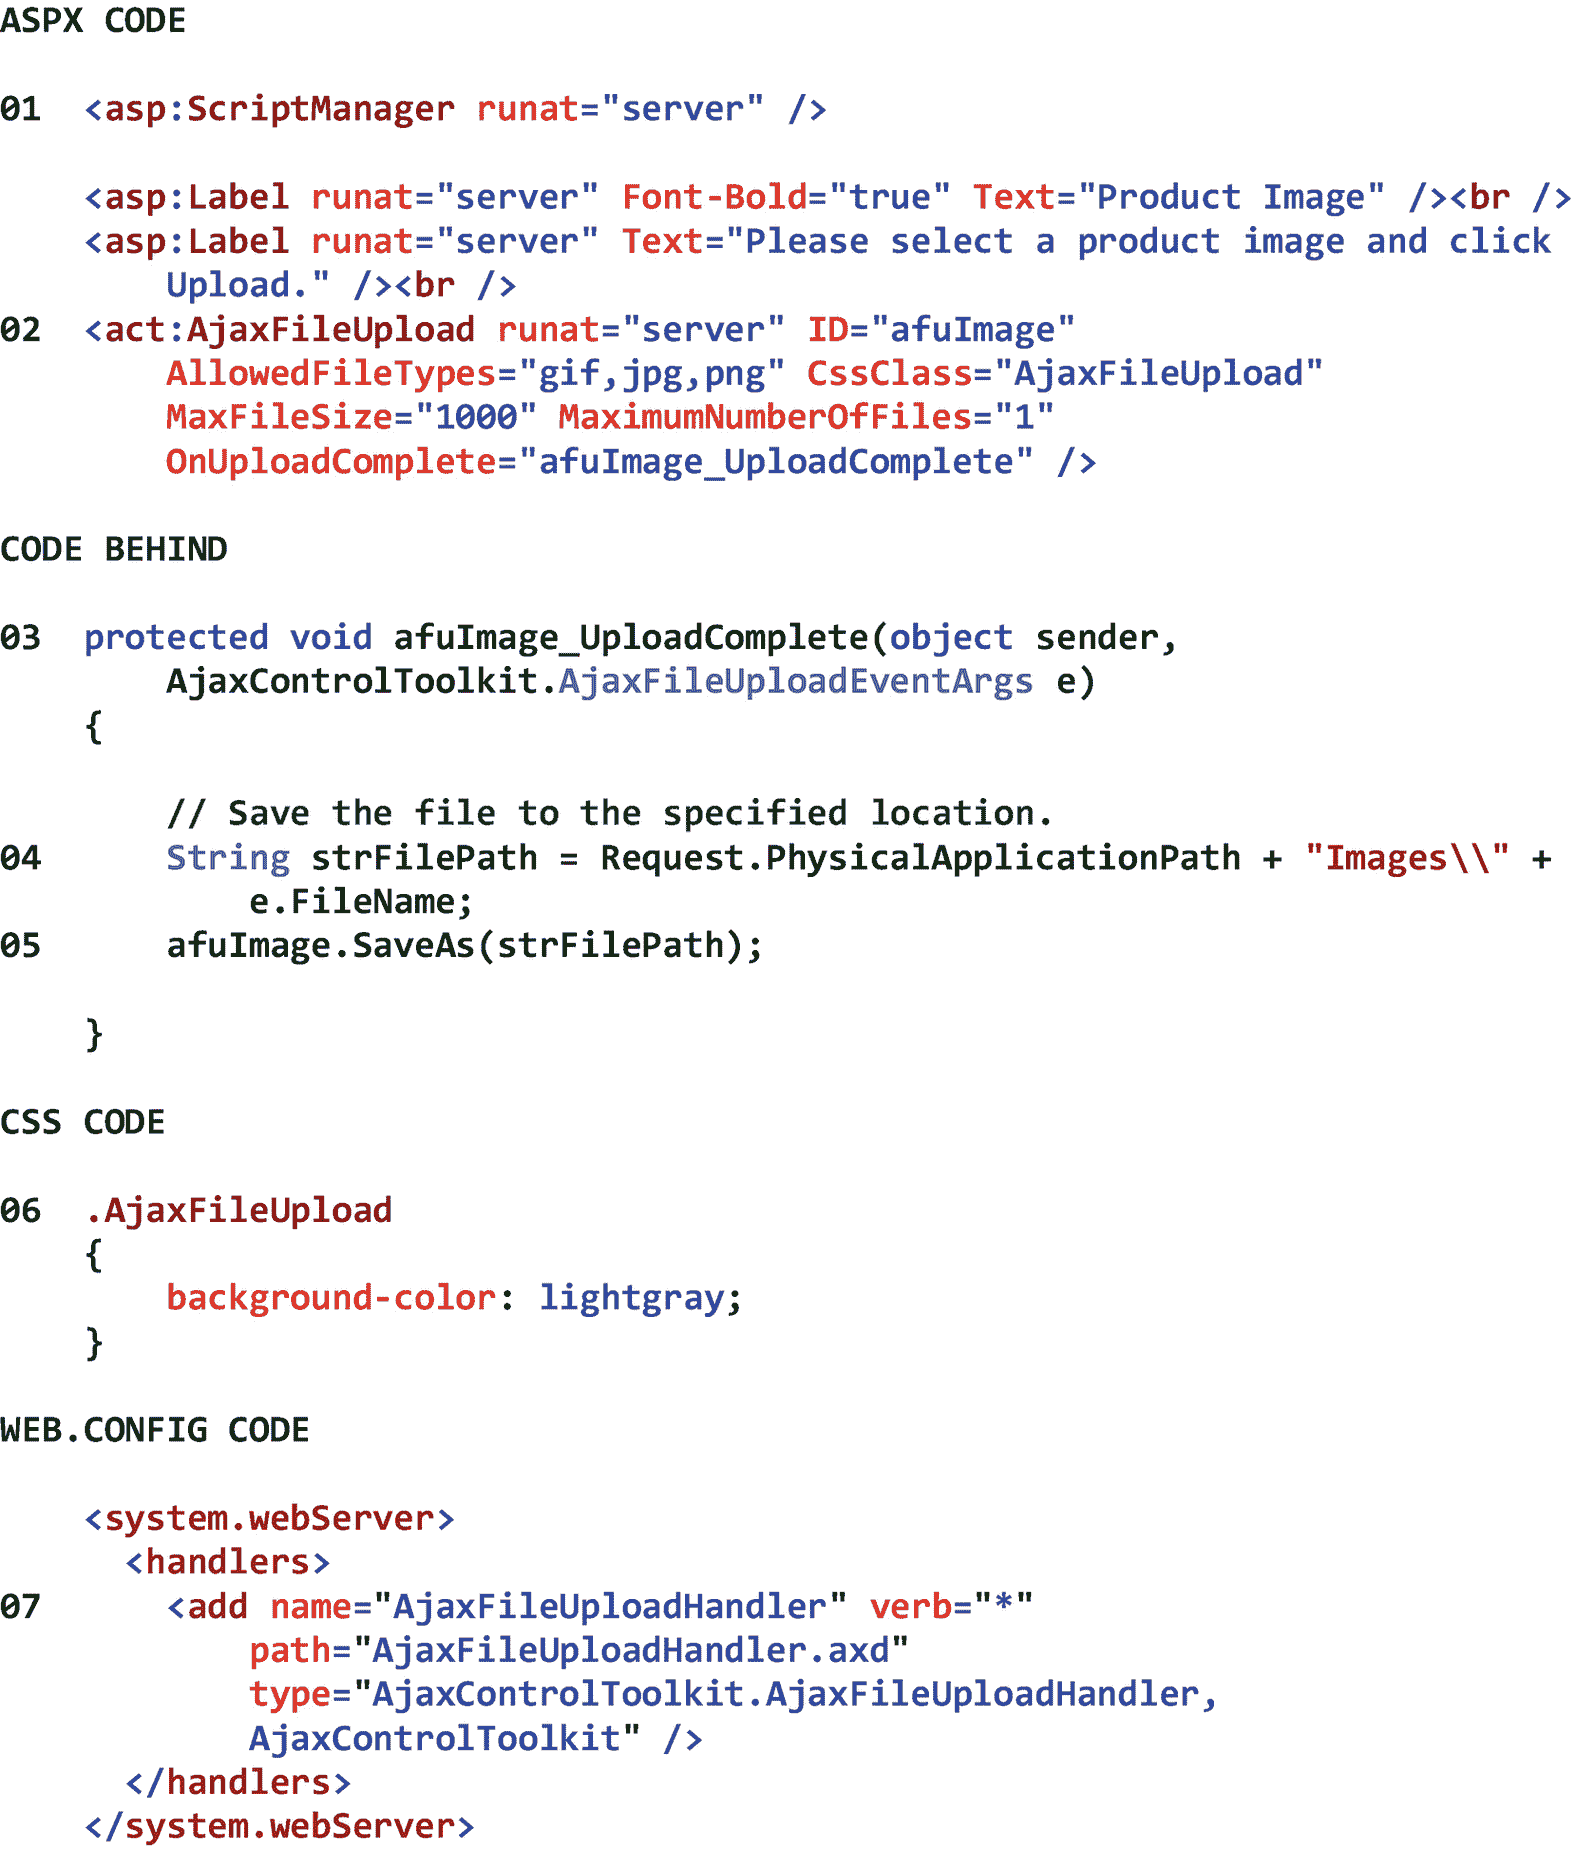 ASPX CODE
01 <asp:ScriptManager runat="server" />
<asp:Label runat="server" Font-Bold="true" Text="Product Image" /><br />
<asp:Label runat="server" Text="Please select a product image and click
Upload." /><br />
02 <act:AjaxFileUpload runat="server" ID="afuImage"
AllowedFileTypes="gif,jpg,png" CssClass="AjaxFileUpload"
MaxFileSize="1000" MaximumNumberOfFiles="1"
OnUploadComplete="afuImage_UploadComplete" />
CODE BEHIND
03 protected void afuImage_UploadComplete(object sender,
AjaxControlToolkit.AjaxFileUploadEventArgs e)
{
// Save the file to the specified location.
04 String strFilePath = Request.PhysicalApplicationPath + "Images\\" +
e.FileName;
05 afuImage.SaveAs(strFilePath);
}
CSS CODE
06 .AjaxFileUpload
{
background-color: lightgray;
}
WEB.CONFIG CODE
<system.webServer>
<handlers>
07 <add name="AjaxFileUploadHandler" verb="*"
path="AjaxFileUploadHandler.axd"
type="AjaxControlToolkit.AjaxFileUploadHandler,
AjaxControlToolkit" />
</handlers>
</system.webServer>